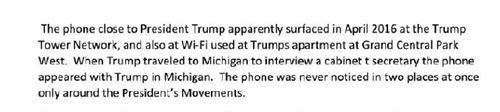 The phone close to President Trump apparently surfaced in April 2016 at the Trump
Tower Network, and also at Wi-Fi used at Trumps apartment at Grand Central Park
West.  When Trump traveled to Michigan to interview a cabinet t secretary the phone
appeared with Trump in Michigan.  The phone was never noticed in two places at once
only around the President's Movements.